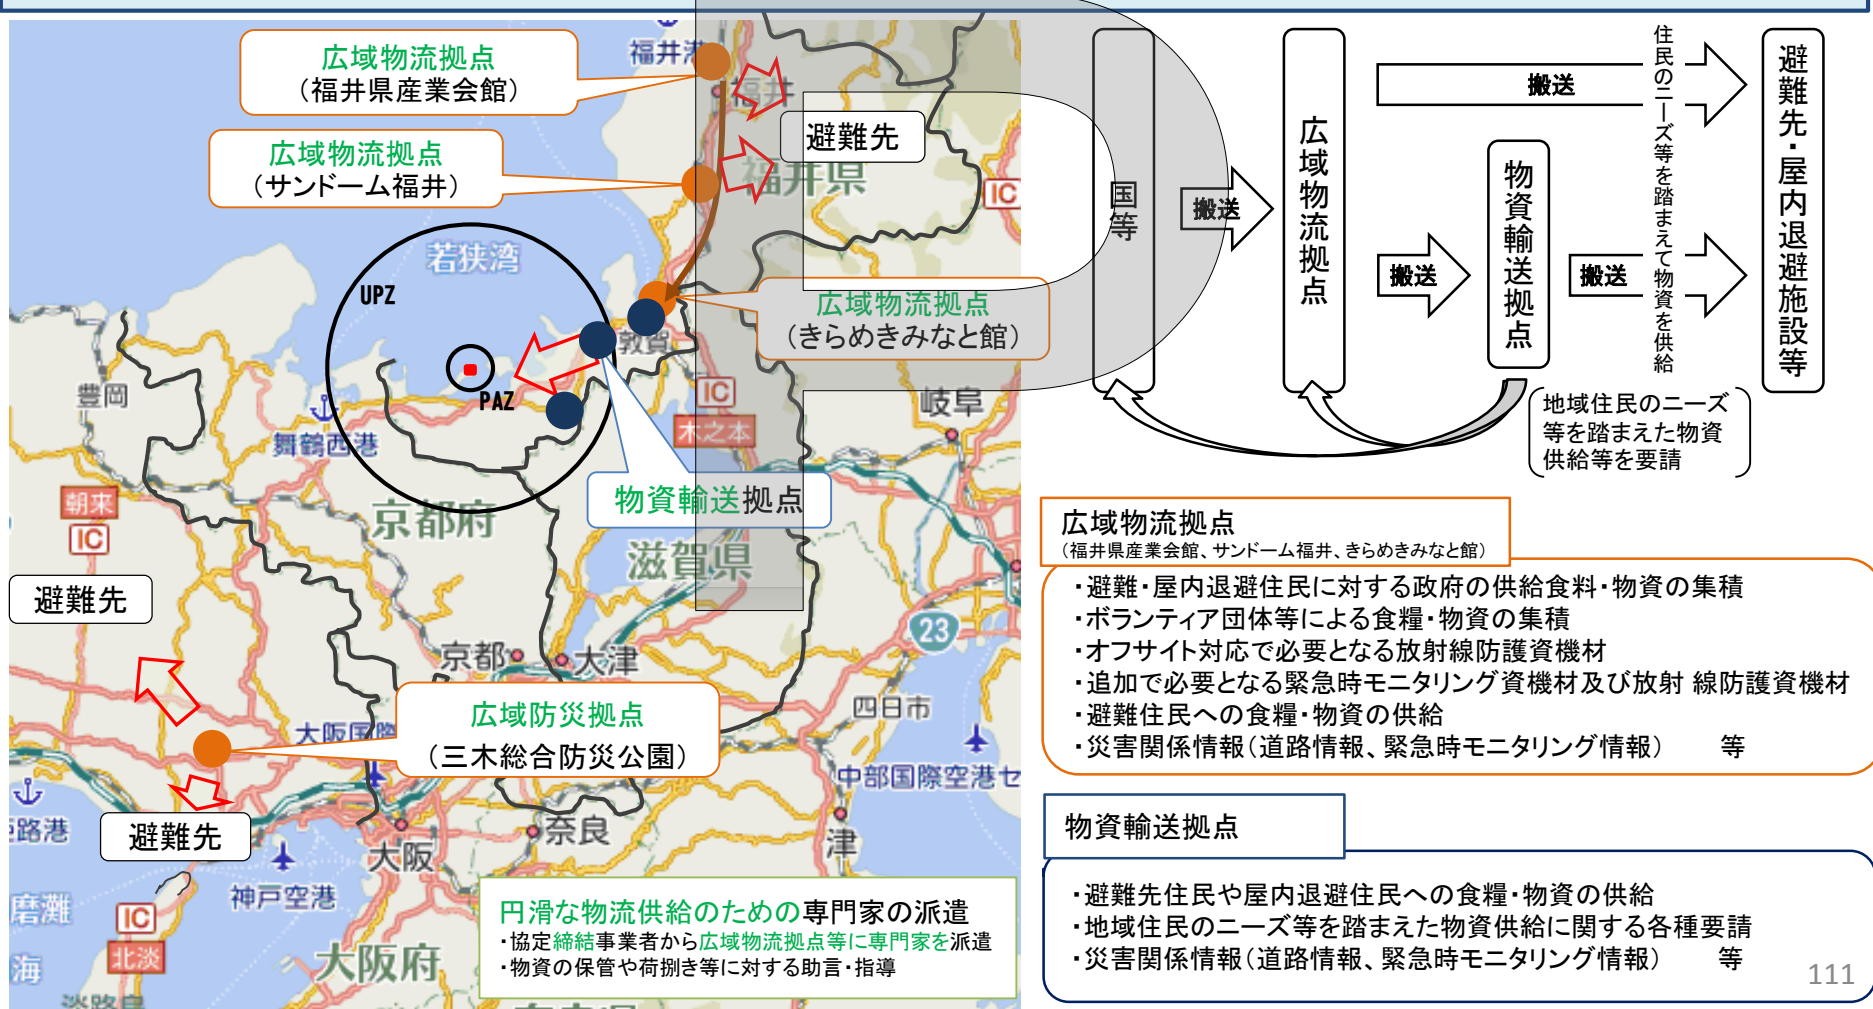 広域物流拠点
(福井県産業会館)
広域物流拠点
(サンドーム福井)
福井港
福井
避難先
福井県
IC
若狭湾
UPZ
PAZ
敦賀
広域物流拠点
(きらめきみなと館)
豊岡
舞鶴西港
IC
木之本
岐阜
朝来
IC
京都府
物資輸送拠点
滋賀県
避難先
23
京都
大津
四日市
広域防災拠点
(三木総合防災公園)
大阪国際
中部国際空港セ
路港
避難先
大阪
奈良
津
神戸空港
磨灘
IC
北淡
海
大阪府
淡路島
円滑な物流供給のための専門家の派遣
・協定締結事業者から広域物流拠点等に専門家を派遣
・物資の保管や荷捌き等に対する助言・指導
国等
搬送
広域物流拠点
搬送
搬送
物資輸送拠点
搬送
住民のニーズ等を踏まえて物資を供給
避難先・屋内退避施設等
地域住民のニーズ
等を踏まえた物資
供給等を要請
広域物流拠点
(福井県産業会館、サンドーム福井、きらめきみなと館)
・避難・屋内退避住民に対する政府の供給食料・物資の集積
・ボランティア団体等による食糧・物資の集積
・オフサイト対応で必要となる放射線防護資機材
・追加で必要となる緊急時モニタリング資機材及び放射 線防護資機材
・避難住民への食糧・物資の供給
・災害関係情報(道路情報、緊急時モニタリング情報) 等
物資輸送拠点
・避難先住民や屋内退避住民への食糧・物資の供給
・地域住民のニーズ等を踏まえた物資供給に関する各種要請
・災害関係情報(道路情報、緊急時モニタリング情報) 等
111